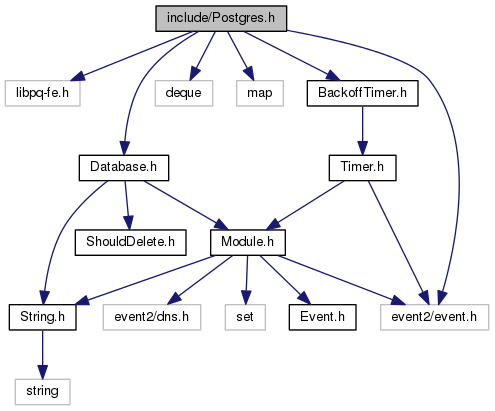 include/Postgres.h
libpq-fe.h
deque
map
BackoffTimer.h
Database.h
Timer.h
ShouldDelete.h
Module.h
String.h
event2/dns.h
set
Event.h
event2/event.h
string